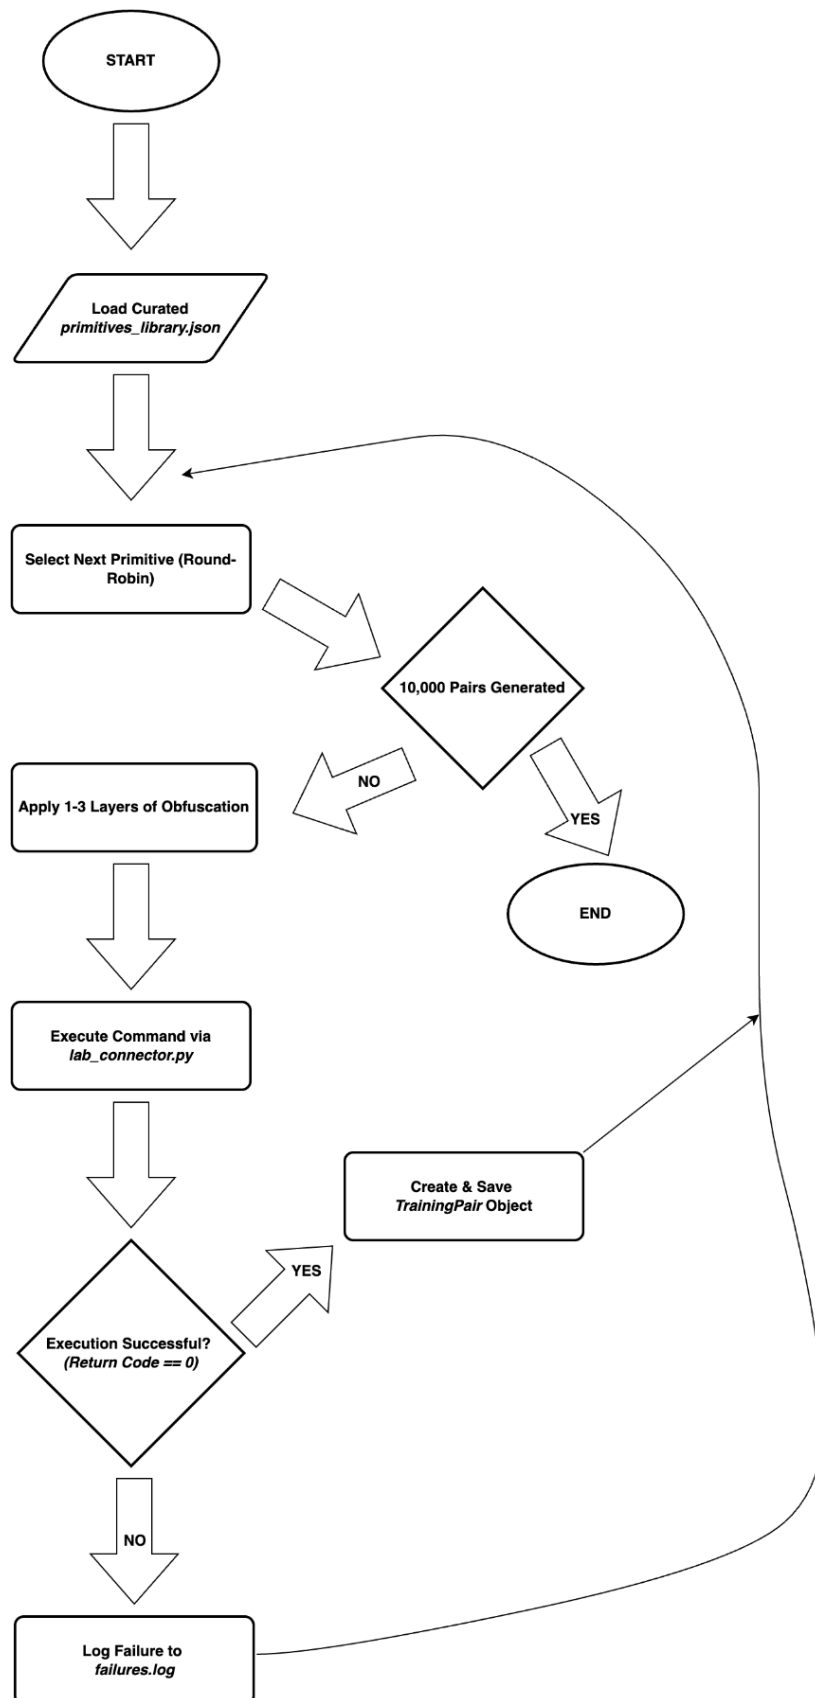 START
Load Curated
primitives_library.json
Select Next Primitive (Round-
Robin)
10,000 Pairs Generated
NO
YES
Apply 1-3 Layers of Obfuscation
END
Execute Command via
lab_connector.py
Create & Save
TrainingPair Object
YES
Execution Successful?
(Return Code == 0)
NO
Log Failure to
failures.log